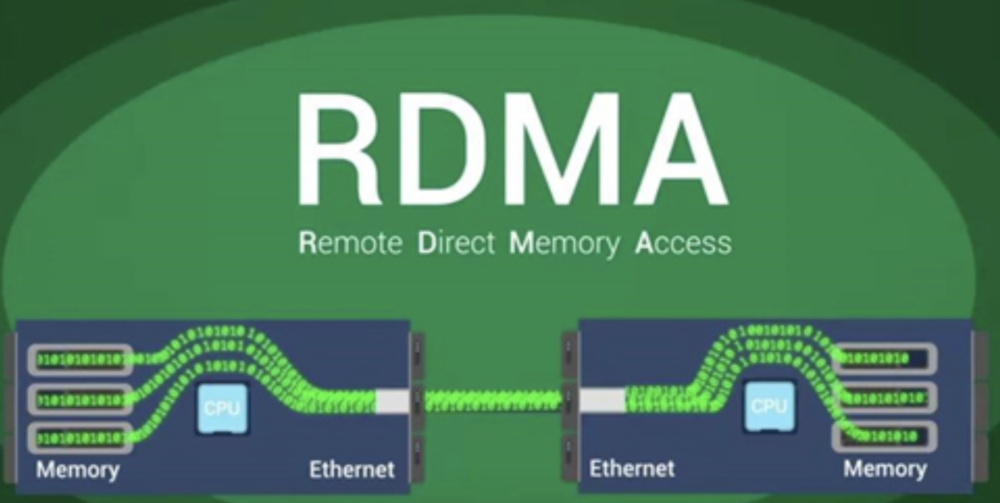 RDMA
Remote Direct Memory Access
CPU
CPU
Memory
Ethernet
Ethernet
Memory